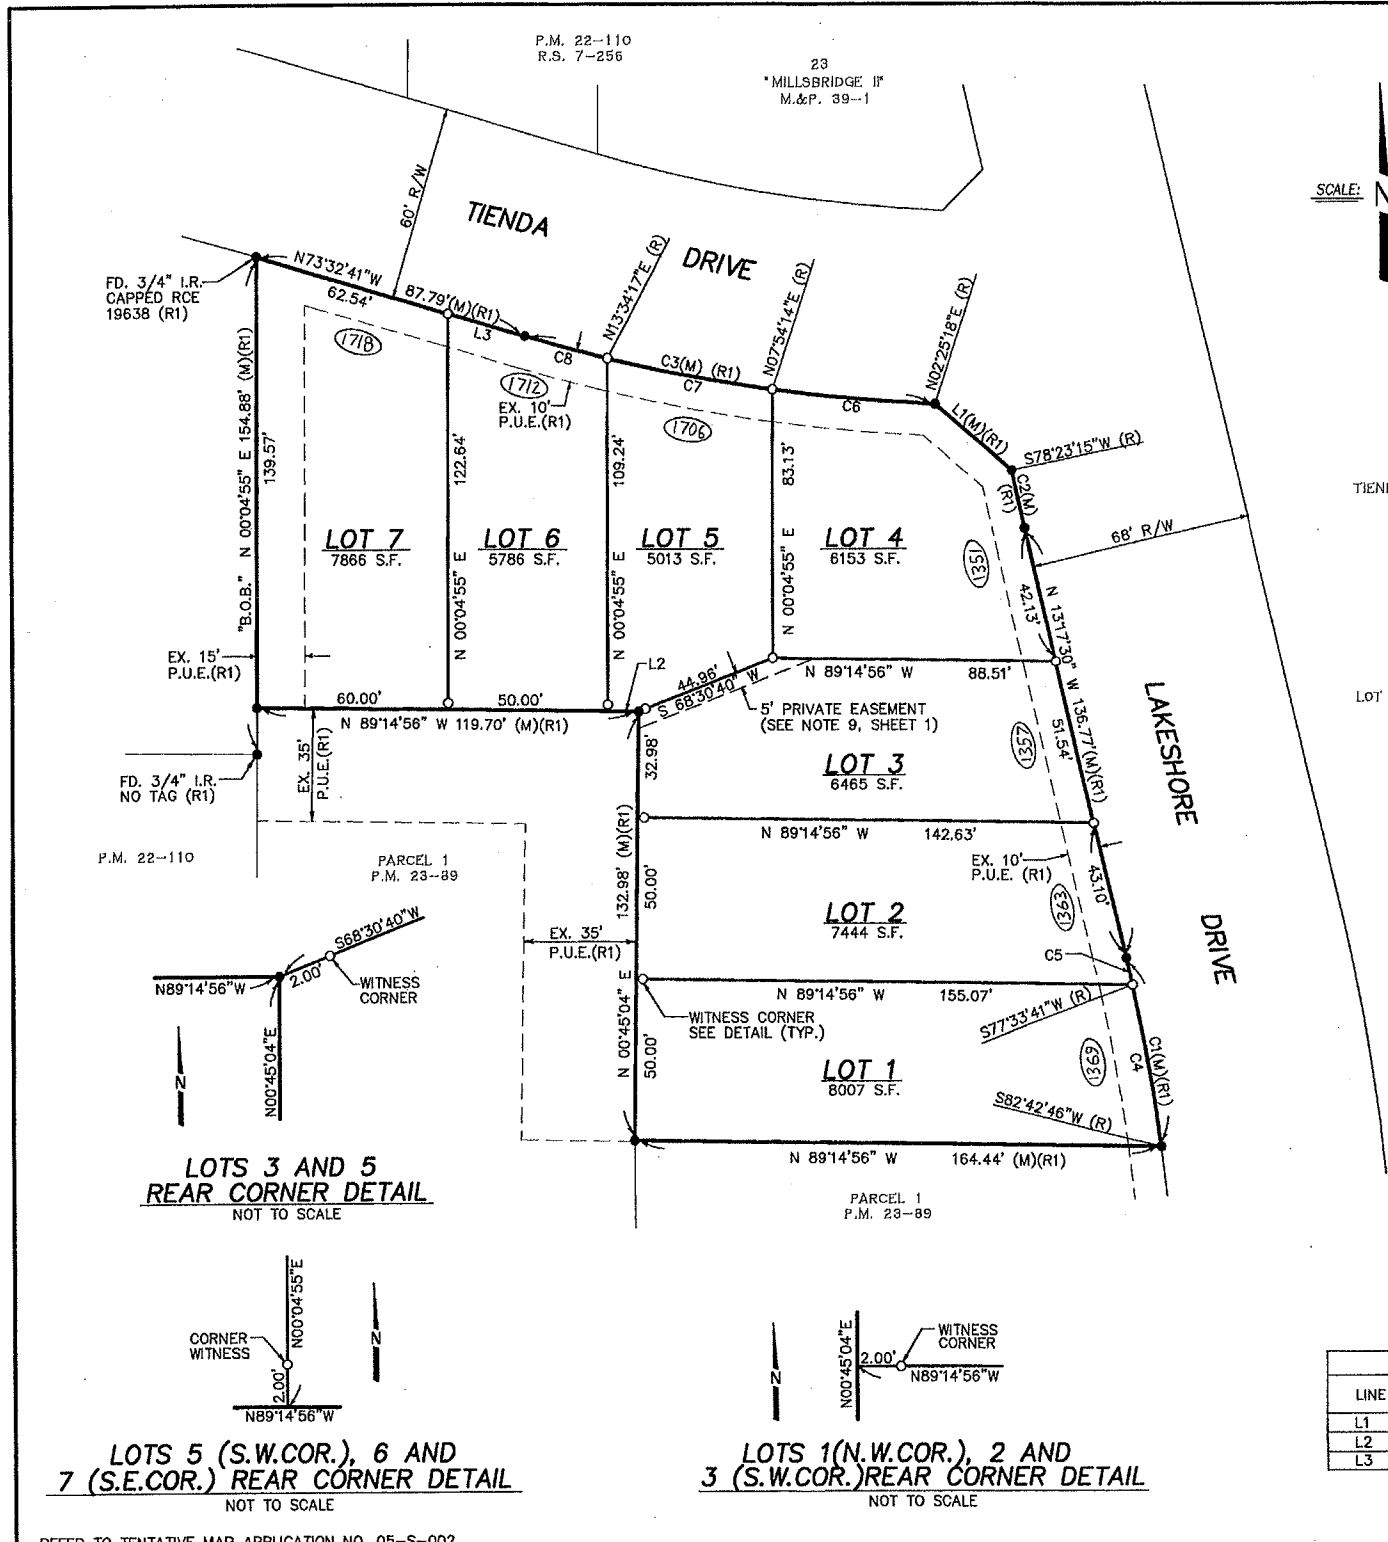 P.M. 22-110
R.S. 7-256
23
"MILLSBRIDGE II"
M.&P. 39-1
SCALE:
N
60' R/W
TIENDA
DRIVE
FD. 3/4" I.R.
CAPPED RCE
19638 (R1)
N73°32'41"W
62.54'
87.79'(M)(R1)
L3
C8
N13°34'17"E (R)
C3(M) (R1)
C7
N07°54'14"E (R)
C6
N02°25'18"E (R)
L1(M)(R1)
S78°23'15"W (R)
C2(M)
(R1)
1718
1712
1706
EX. 10'
P.U.E.(R1)
"B.O.B." N 00°04'55" E 154.88' (M)(R1)
139.57'
122.64'
N 00°04'55" E
109.24'
N 00°04'55" E
83.13'
N 00°04'55" E
LOT 7
7866 S.F.
LOT 6
5786 S.F.
LOT 5
5013 S.F.
LOT 4
6153 S.F.
1351
68' R/W
TIEN
42.13'
N 13°17'30" W 136.77'(M)(R1)
51.54'
EX. 15'
P.U.E.(R1)
60.00'
50.00'
L2
N 89°14'56" W 119.70' (M)(R1)
44.96'
S 68°30'40" W
N 89°14'56" W 88.51'
5' PRIVATE EASEMENT
(SEE NOTE 9, SHEET 1)
LOT
LAKESHORE
DRIVE
1357
FD. 3/4" I.R.
NO TAG (R1)
EX. 35'
P.U.E.(R1)
32.98'
LOT 3
6465 S.F.
N 89°14'56" W 142.63'
P.M. 22-110
PARCEL 1
P.M. 23-89
132.98' (M)(R1)
50.00'
EX. 10'
P.U.E. (R1)
43.10'
1363
LOT 2
7444 S.F.
EX. 35'
P.U.E.(R1)
C5
N 89°14'56" W 155.07'
S77°33'41"W (R)
WITNESS CORNER
SEE DETAIL (TYP.)
N 00°45'04" E
50.00'
LOT 1
8007 S.F.
1369
C1(M)(R1)
C4
S82°42'46"W (R)
N 89°14'56" W 164.44' (M)(R1)
PARCEL 1
P.M. 23-89
S68°30'40"W
N89°14'56"W
2.00'
WITNESS
CORNER
N00°45'04"E
N
LOTS 3 AND 5
REAR CORNER DETAIL
NOT TO SCALE
N00°04'55"E
CORNER
WITNESS
2.00'
N89°14'56"W
N
LOTS 5 (S.W.COR.), 6 AND
7 (S.E.COR.) REAR CORNER DETAIL
NOT TO SCALE
N
N00°45'04"E
2.00'
WITNESS
CORNER
N89°14'56"W
LOTS 1(N.W.COR.), 2 AND
3 (S.W.COR.)REAR CORNER DETAIL
NOT TO SCALE
LINE
L1
L2
L3
REFER TO TENTATIVE MAP APPLICATION NO. 05-S-002